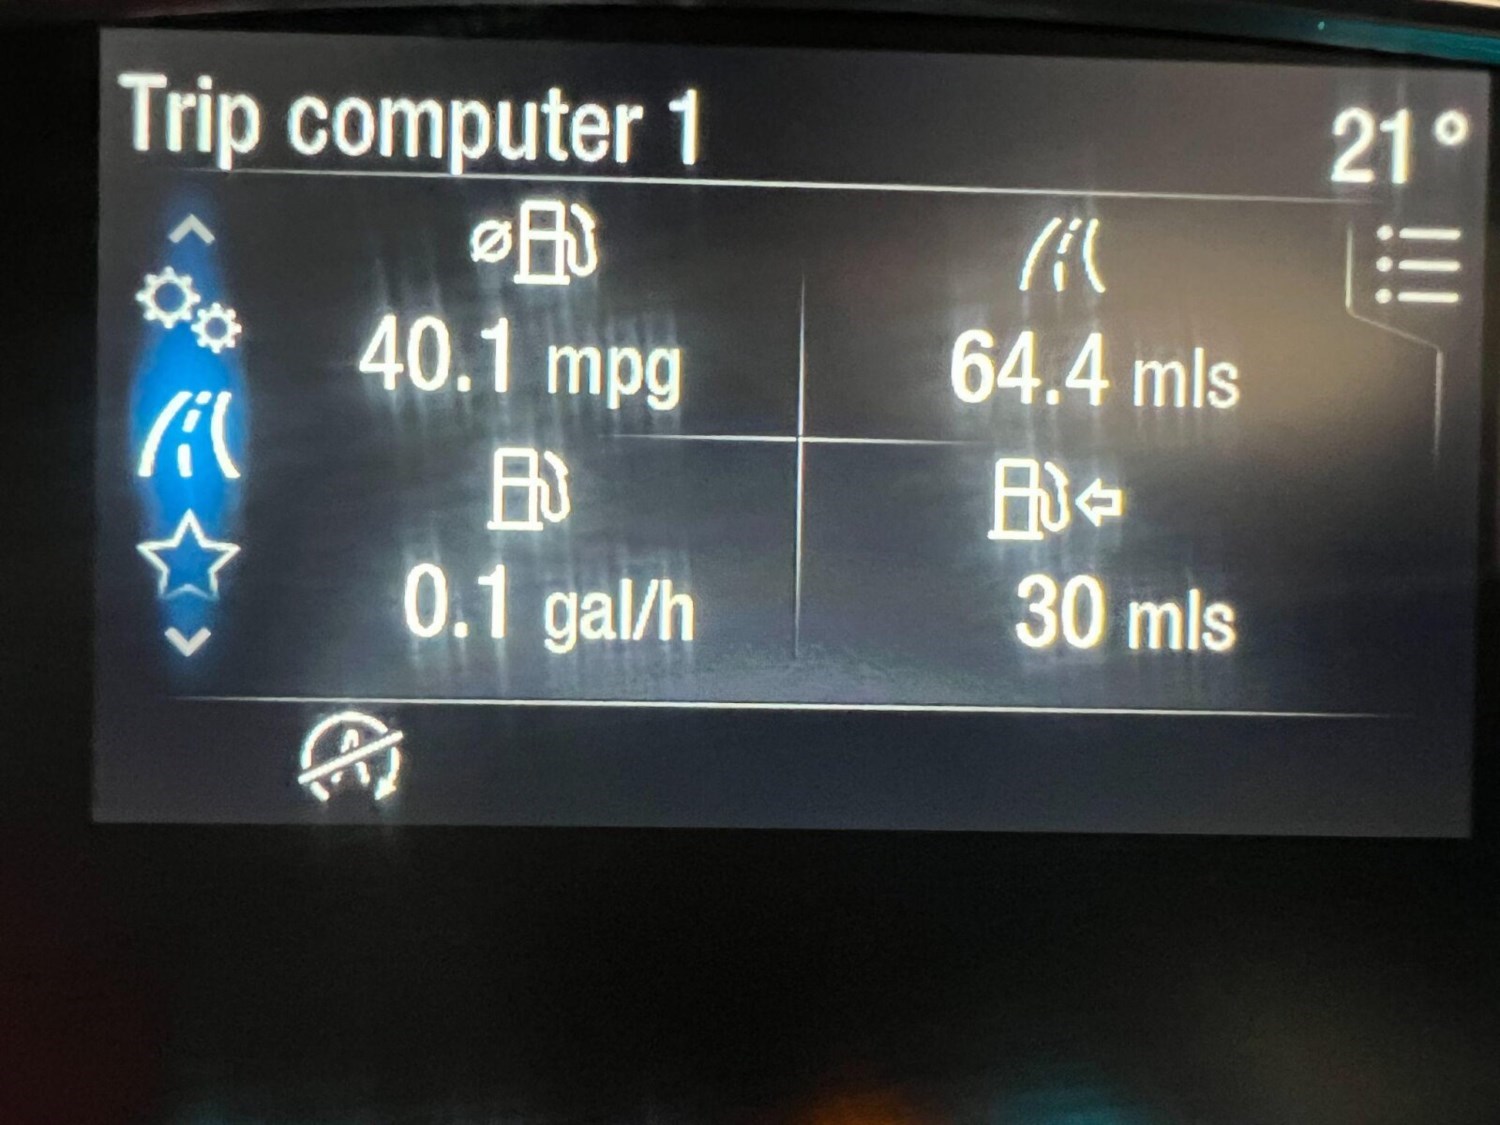 Trip computer 1
21°
40.1 mpg
64.4 mls
0.1 gal/h
30 mls